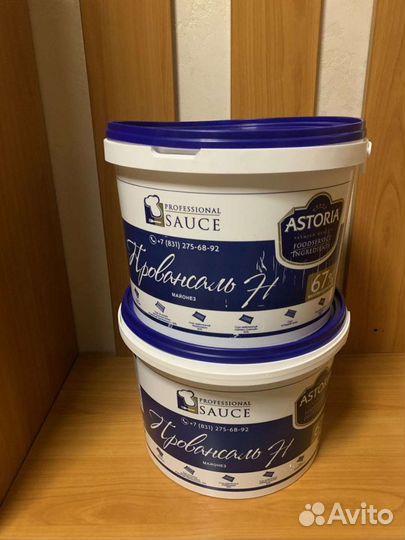 PROFESSIONAL
SAUCE
+7 (831) 275-68-92
Провансаль Н
МАЙОНЕЗ
ASTORIA
FOODSERVICE
INGREDIENTS
67%
PROFESSIONAL
SAUCE
+7 (831) 275-68-92
Провансаль Н
МАЙОНЕЗ
ASTORIA
Avito